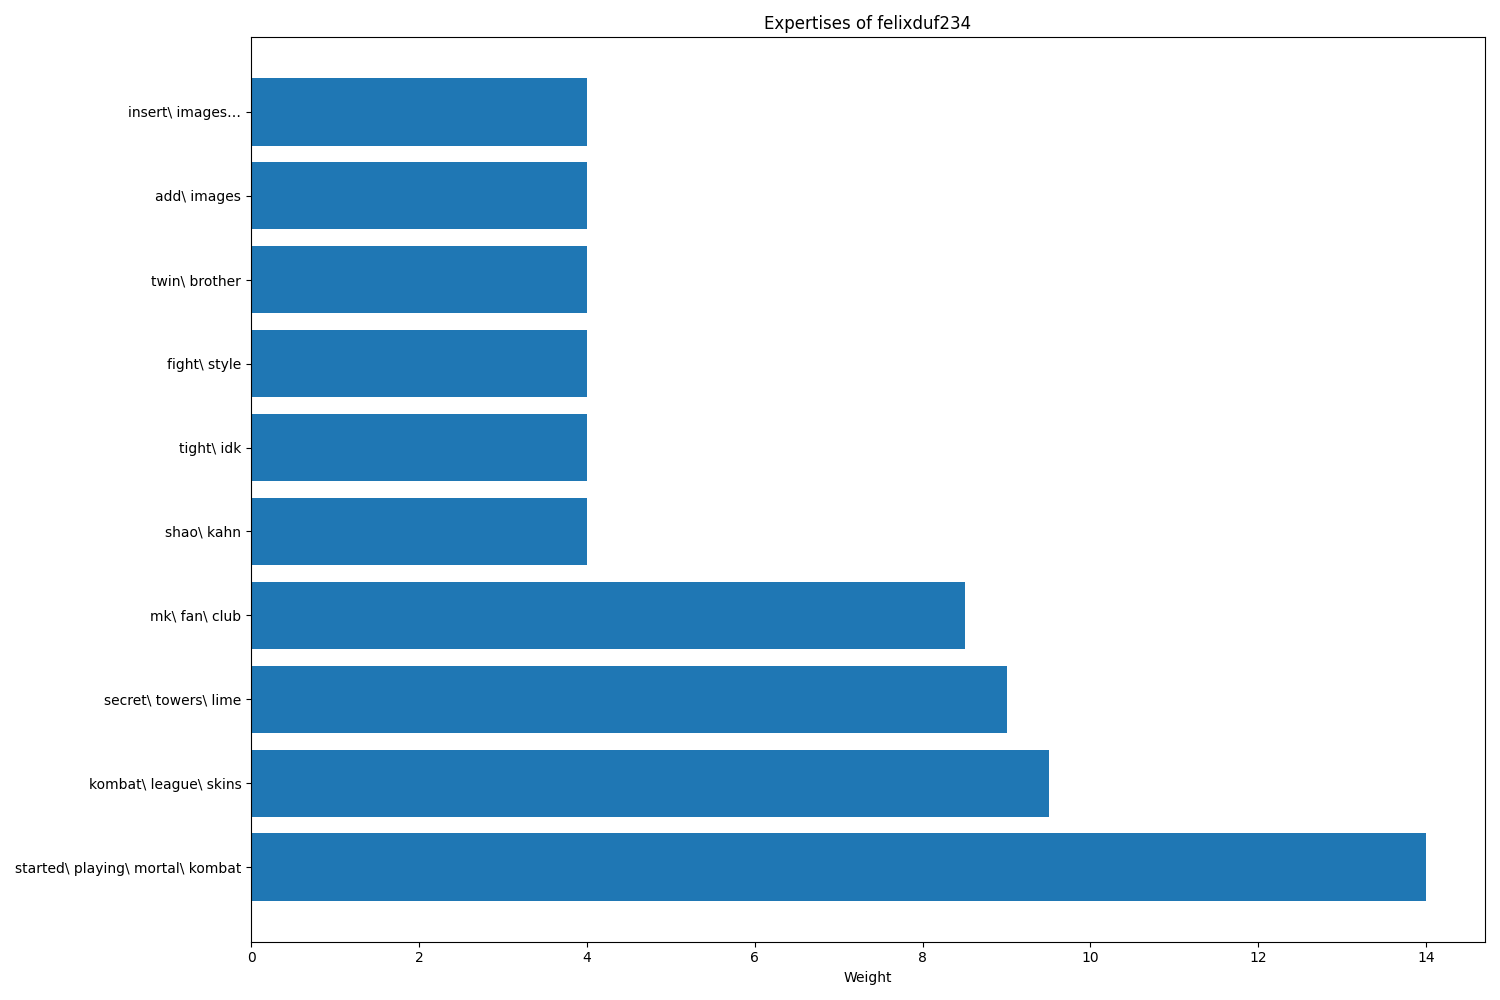 Expertises of felixduf234
insert\ images...
add\ images
twin\ brother
fight\ style
tight\ idk
shao\ kahn
mk\ fan\ club
secret\ towers\ lime
kombat\ league\ skins
started\ playing\ mortal\ kombat
0 2 4 6 8 10 12 14
Weight